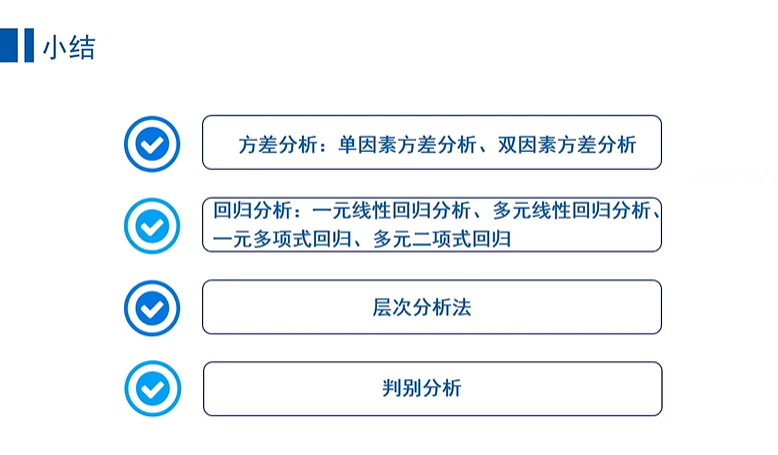 小结
方差分析：单因素方差分析、双因素方差分析
回归分析：一元线性回归分析、多元线性回归分析、
一元多项式回归、多元二项式回归
层次分析法
判别分析